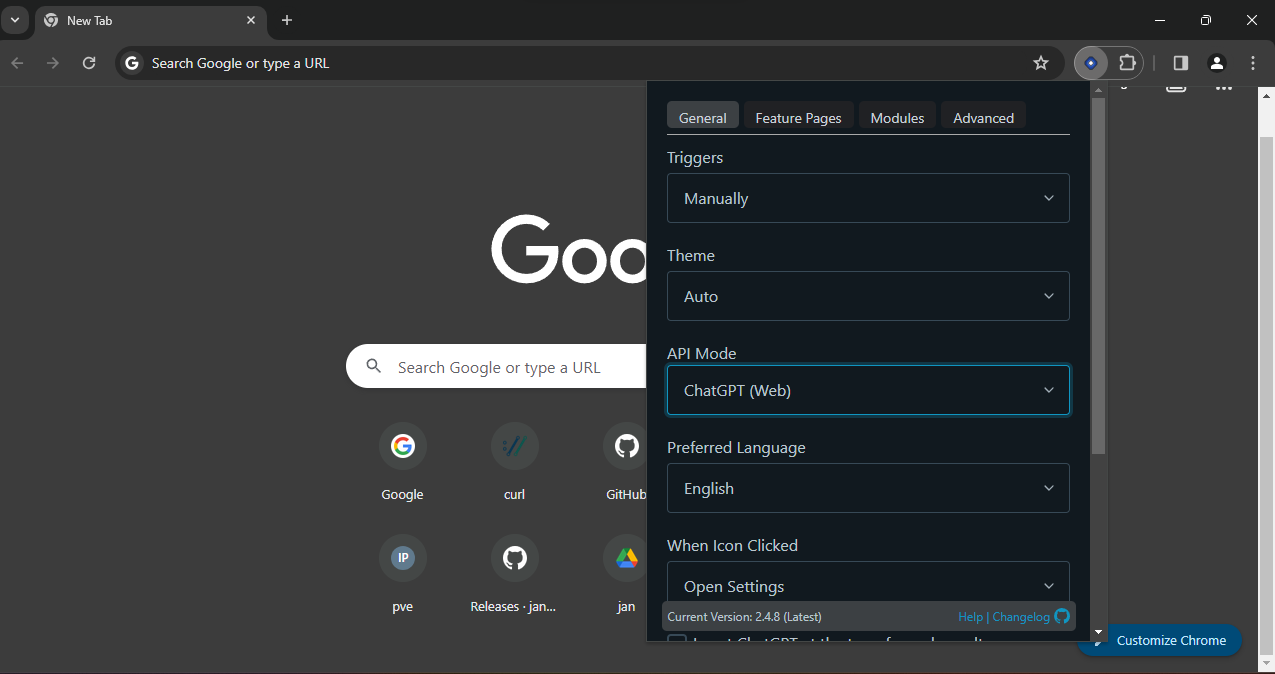 New Tab
Search Google or type a URL
General
Feature Pages
Modules
Advanced
Triggers
Manually
Theme
Auto
API Mode
ChatGPT (Web)
Preferred Language
English
When Icon Clicked
Open Settings
Current Version: 2.4.8 (Latest)
Help | Changelog
Goo
Search Google or type a URL
Google
curl
GitHub
IP
pve
Releases · jan...
jan
Customize Chrome